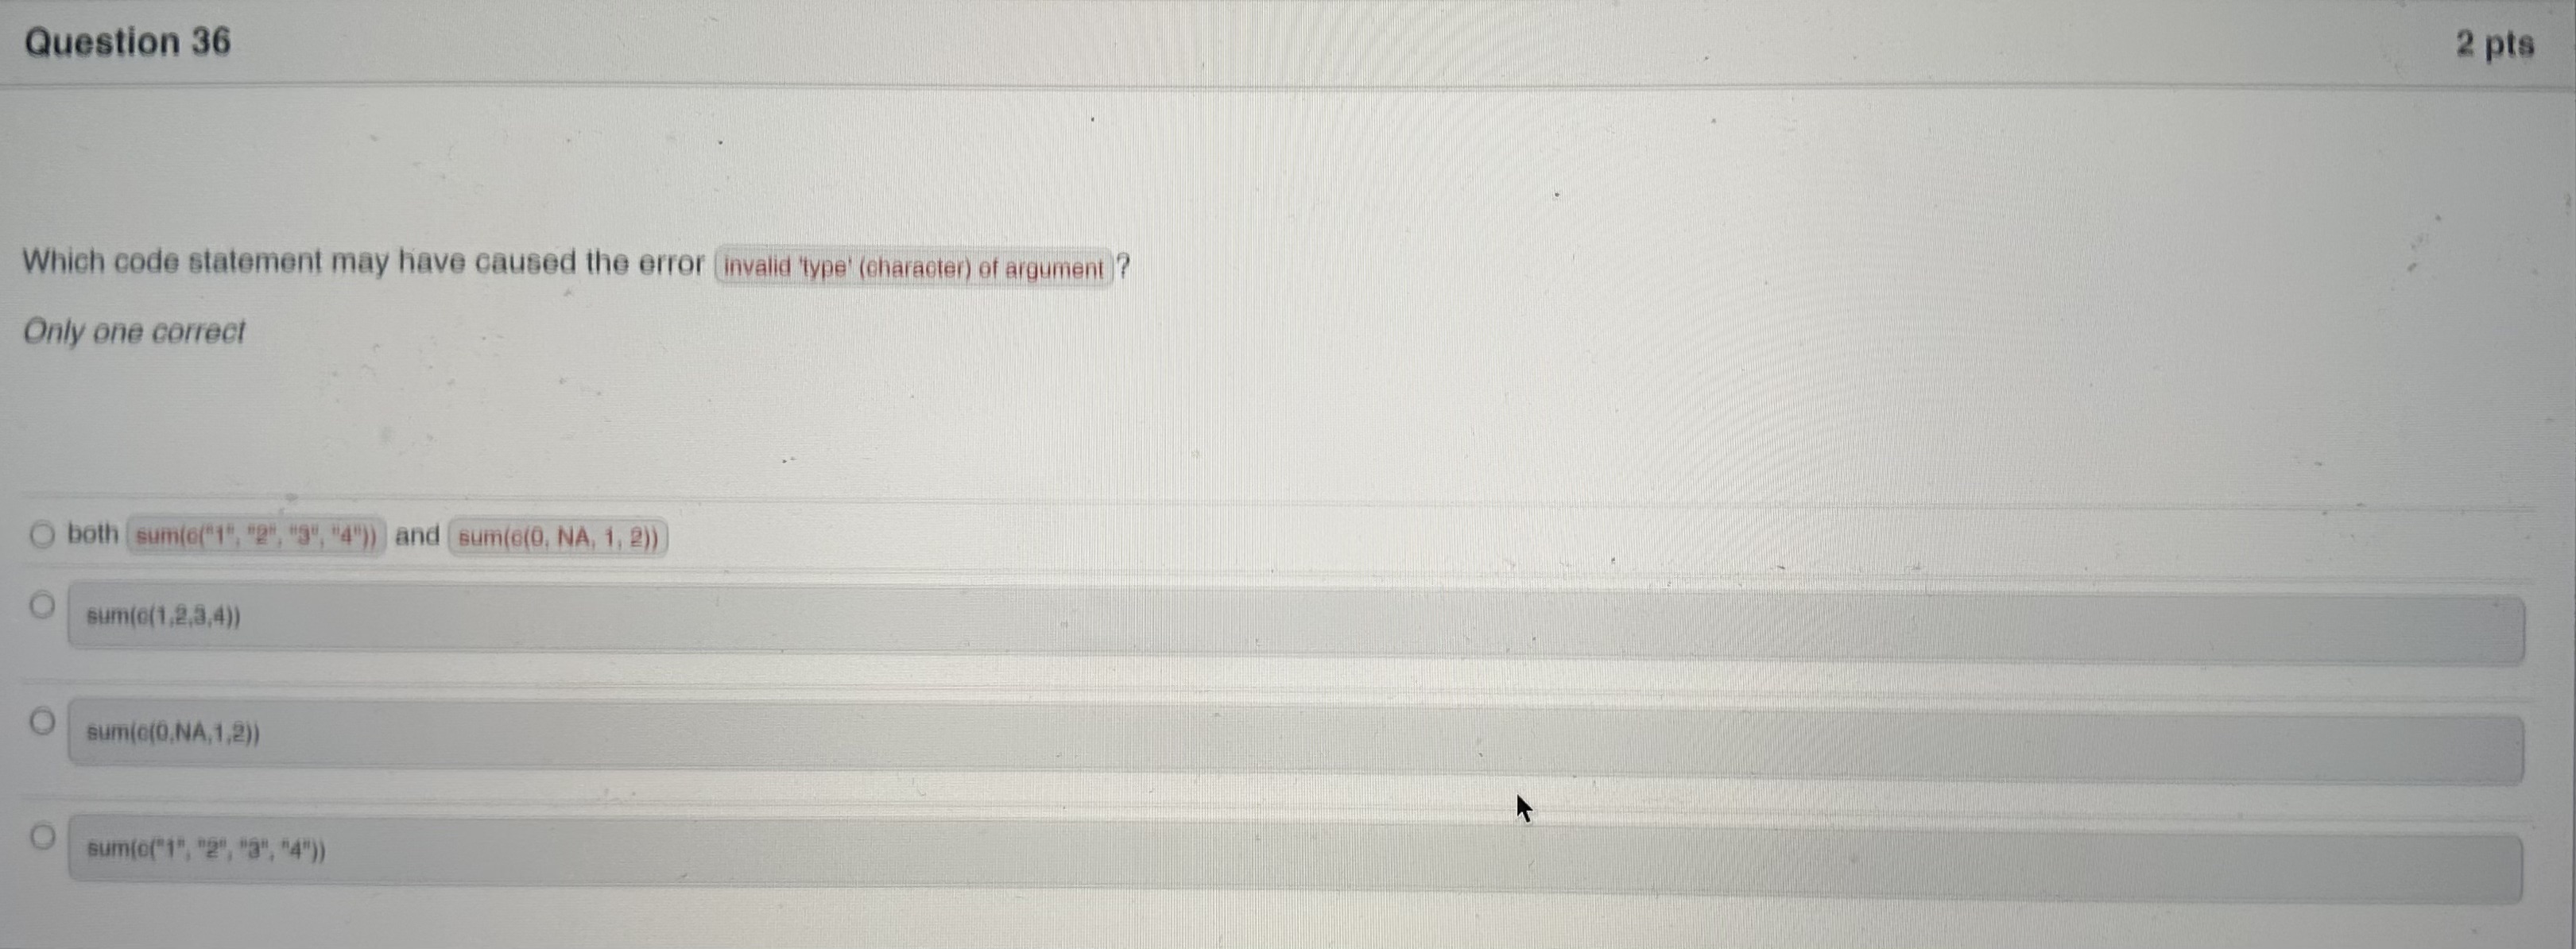 Question 36
2 pts
Which code statement may have caused the error invalid 'type' (character) of argument ?
Only one correct
both sum(c("1", "2", "3", "4")) and sum(c(0, NA, 1, 2))
sum(c(1,2,3,4))
sum(c(0,NA,1,2))
sum(c("1", "2", "3", "4"))